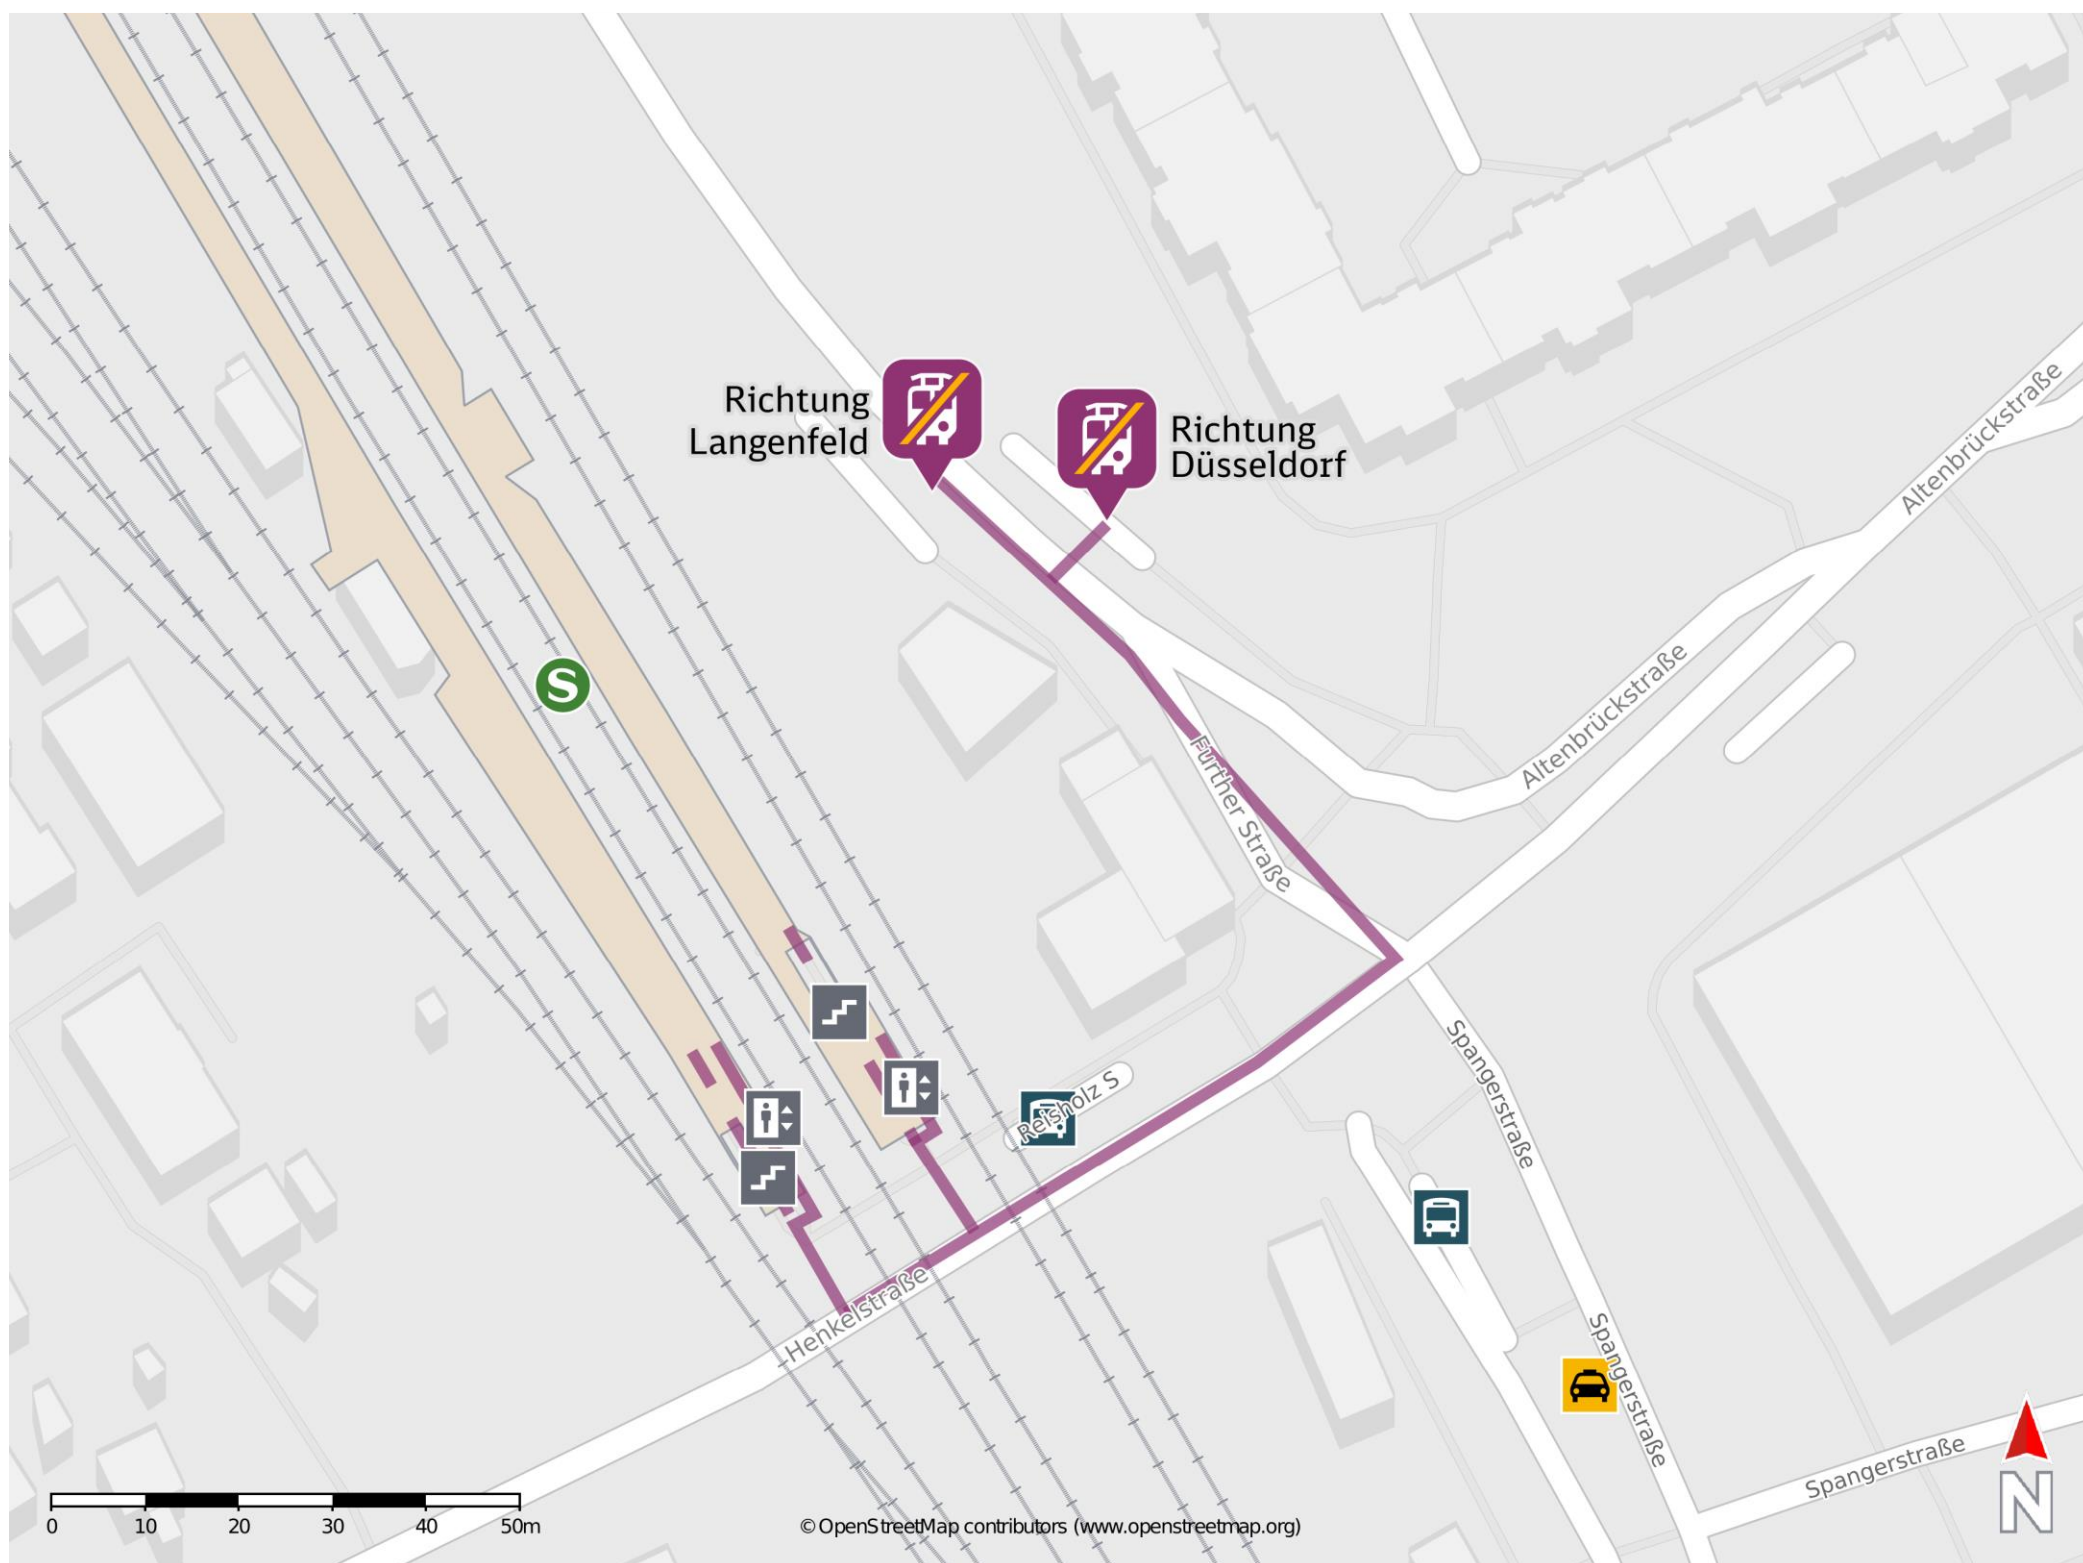 Richtung
Langenfeld
Richtung
Düsseldorf
Altenbrückstraße
Altenbrückstraße
S
Further Straße
Spangerstraße
Reisholz S
Henkelstraße
Spangerstraße
Spangerstraße
N
0 10 20 30 40 50m
© OpenStreetMap contributors (www.openstreetmap.org)